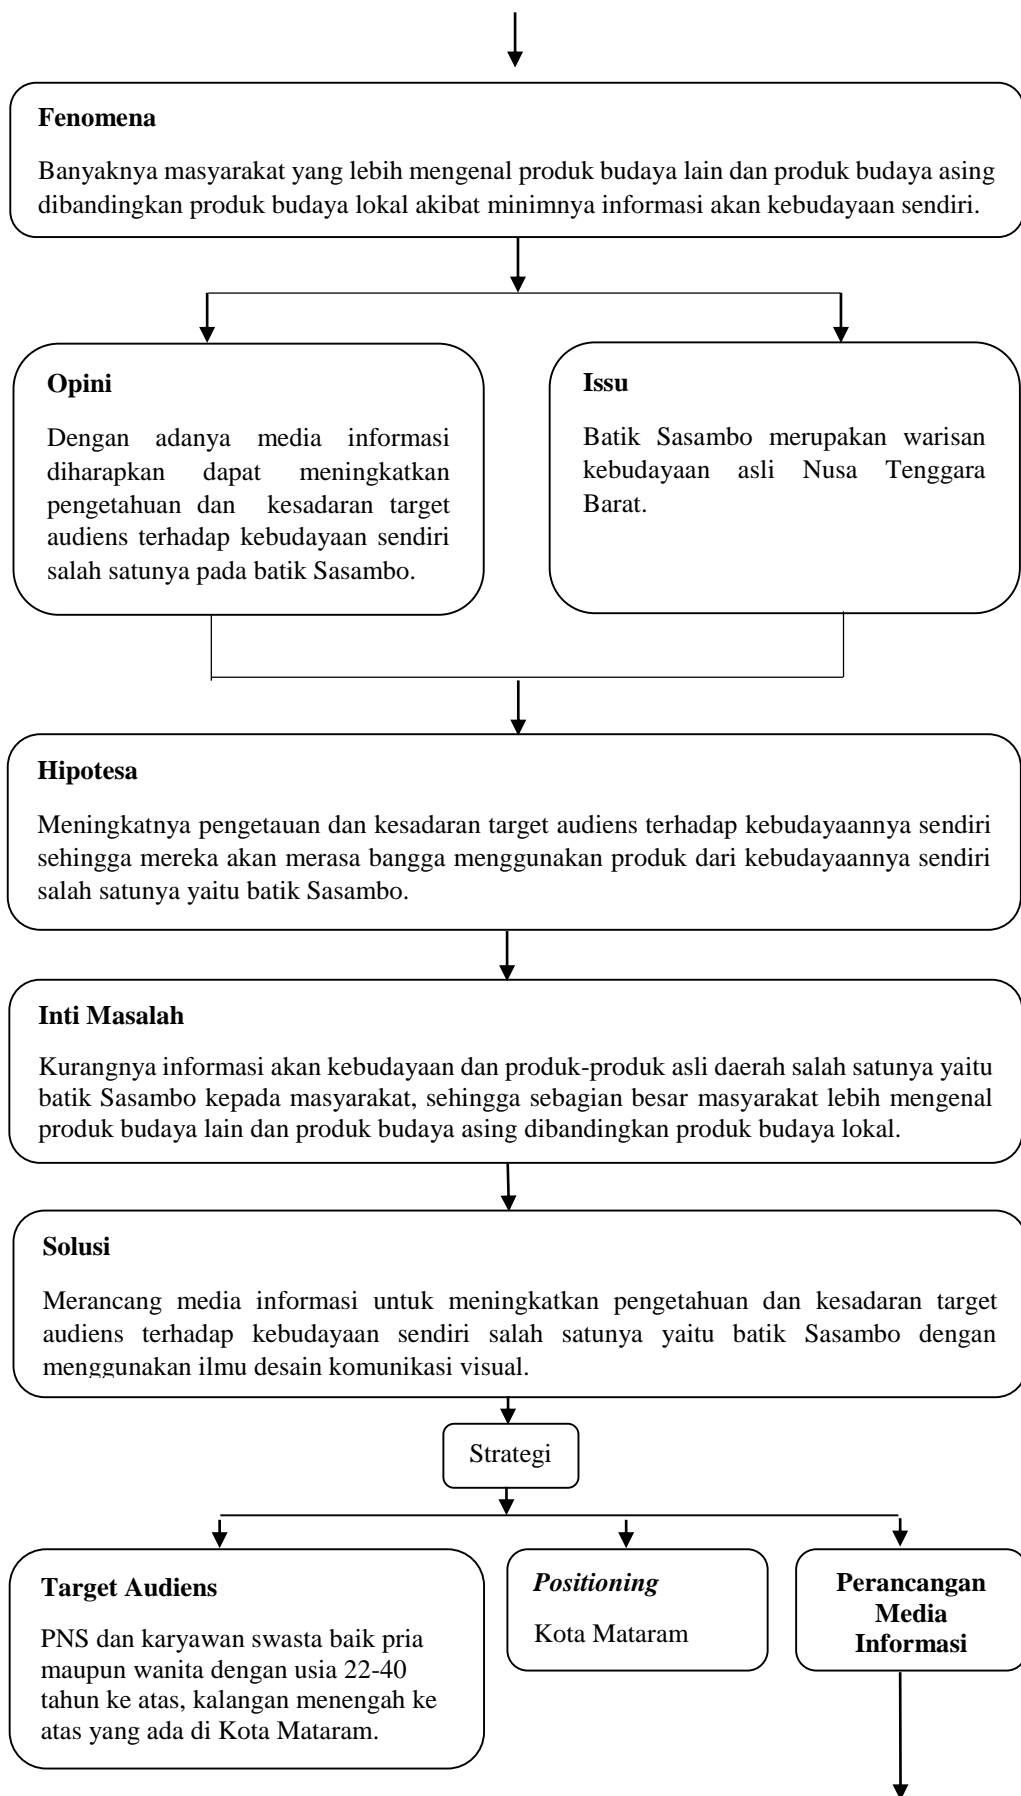 Fenomena
Banyaknya masyarakat yang lebih mengenal produk budaya lain dan produk budaya asing
dibandingkan produk budaya lokal akibat minimnya informasi akan kebudayaan sendiri.
Opini
Dengan adanya media informasi
diharapkan dapat meningkatkan
pengetahuan dan kesadaran target
audiens terhadap kebudayaan sendiri
salah satunya pada batik Sasambo.
Issu
Batik Sasambo merupakan warisan
kebudayaan asli Nusa Tenggara
Barat.
Hipotesa
Meningkatnya pengetauan dan kesadaran target audiens terhadap kebudayaannya sendiri
sehingga mereka akan merasa bangga menggunakan produk dari kebudayaannya sendiri
salah satunya yaitu batik Sasambo.
Inti Masalah
Kurangnya informasi akan kebudayaan dan produk-produk asli daerah salah satunya yaitu
batik Sasambo kepada masyarakat, sehingga sebagian besar masyarakat lebih mengenal
produk budaya lain dan produk budaya asing dibandingkan produk budaya lokal.
Solusi
Merancang media informasi untuk meningkatkan pengetahuan dan kesadaran target
audiens terhadap kebudayaan sendiri salah satunya yaitu batik Sasambo dengan
menggunakan ilmu desain komunikasi visual.
Strategi
Target Audiens
PNS dan karyawan swasta baik pria
maupun wanita dengan usia 22-40
tahun ke atas, kalangan menengah ke
atas yang ada di Kota Mataram.
Positioning
Kota Mataram
Perancangan
Media
Informasi